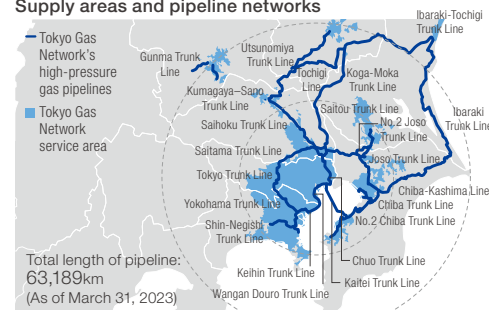 Supply areas and pipeline networks
Tokyo Gas
Network's
high-pressure
gas pipelines
Tokyo Gas
Network
service area
Total length of pipeline:
63,189km
(As of March 31, 2023)
Gunma Trunk
Line
Utsunomiya
Trunk Line
Ibaraki-Tochigi
Trunk Line
Tochigi
Line
Koga-Moka
Trunk Line
Kumagaya–Sapo
Trunk Line
Saitou Trunk Line
No.2 Joso
Trunk Line
Ibaraki
Trunk Line
Saihoku Trunk Line
Saitama Trunk Line
Joso Trunk Line
Tokyo Trunk Line
Chiba-Kashima Line
Yokohama Trunk Line
Chiba Trunk Line
Shin-Negishi
Trunk Line
No.2 Chiba Trunk Line
Chuo Trunk Line
Keihin Trunk Line
Kaitei Trunk Line
Wangan Douro Trunk Line